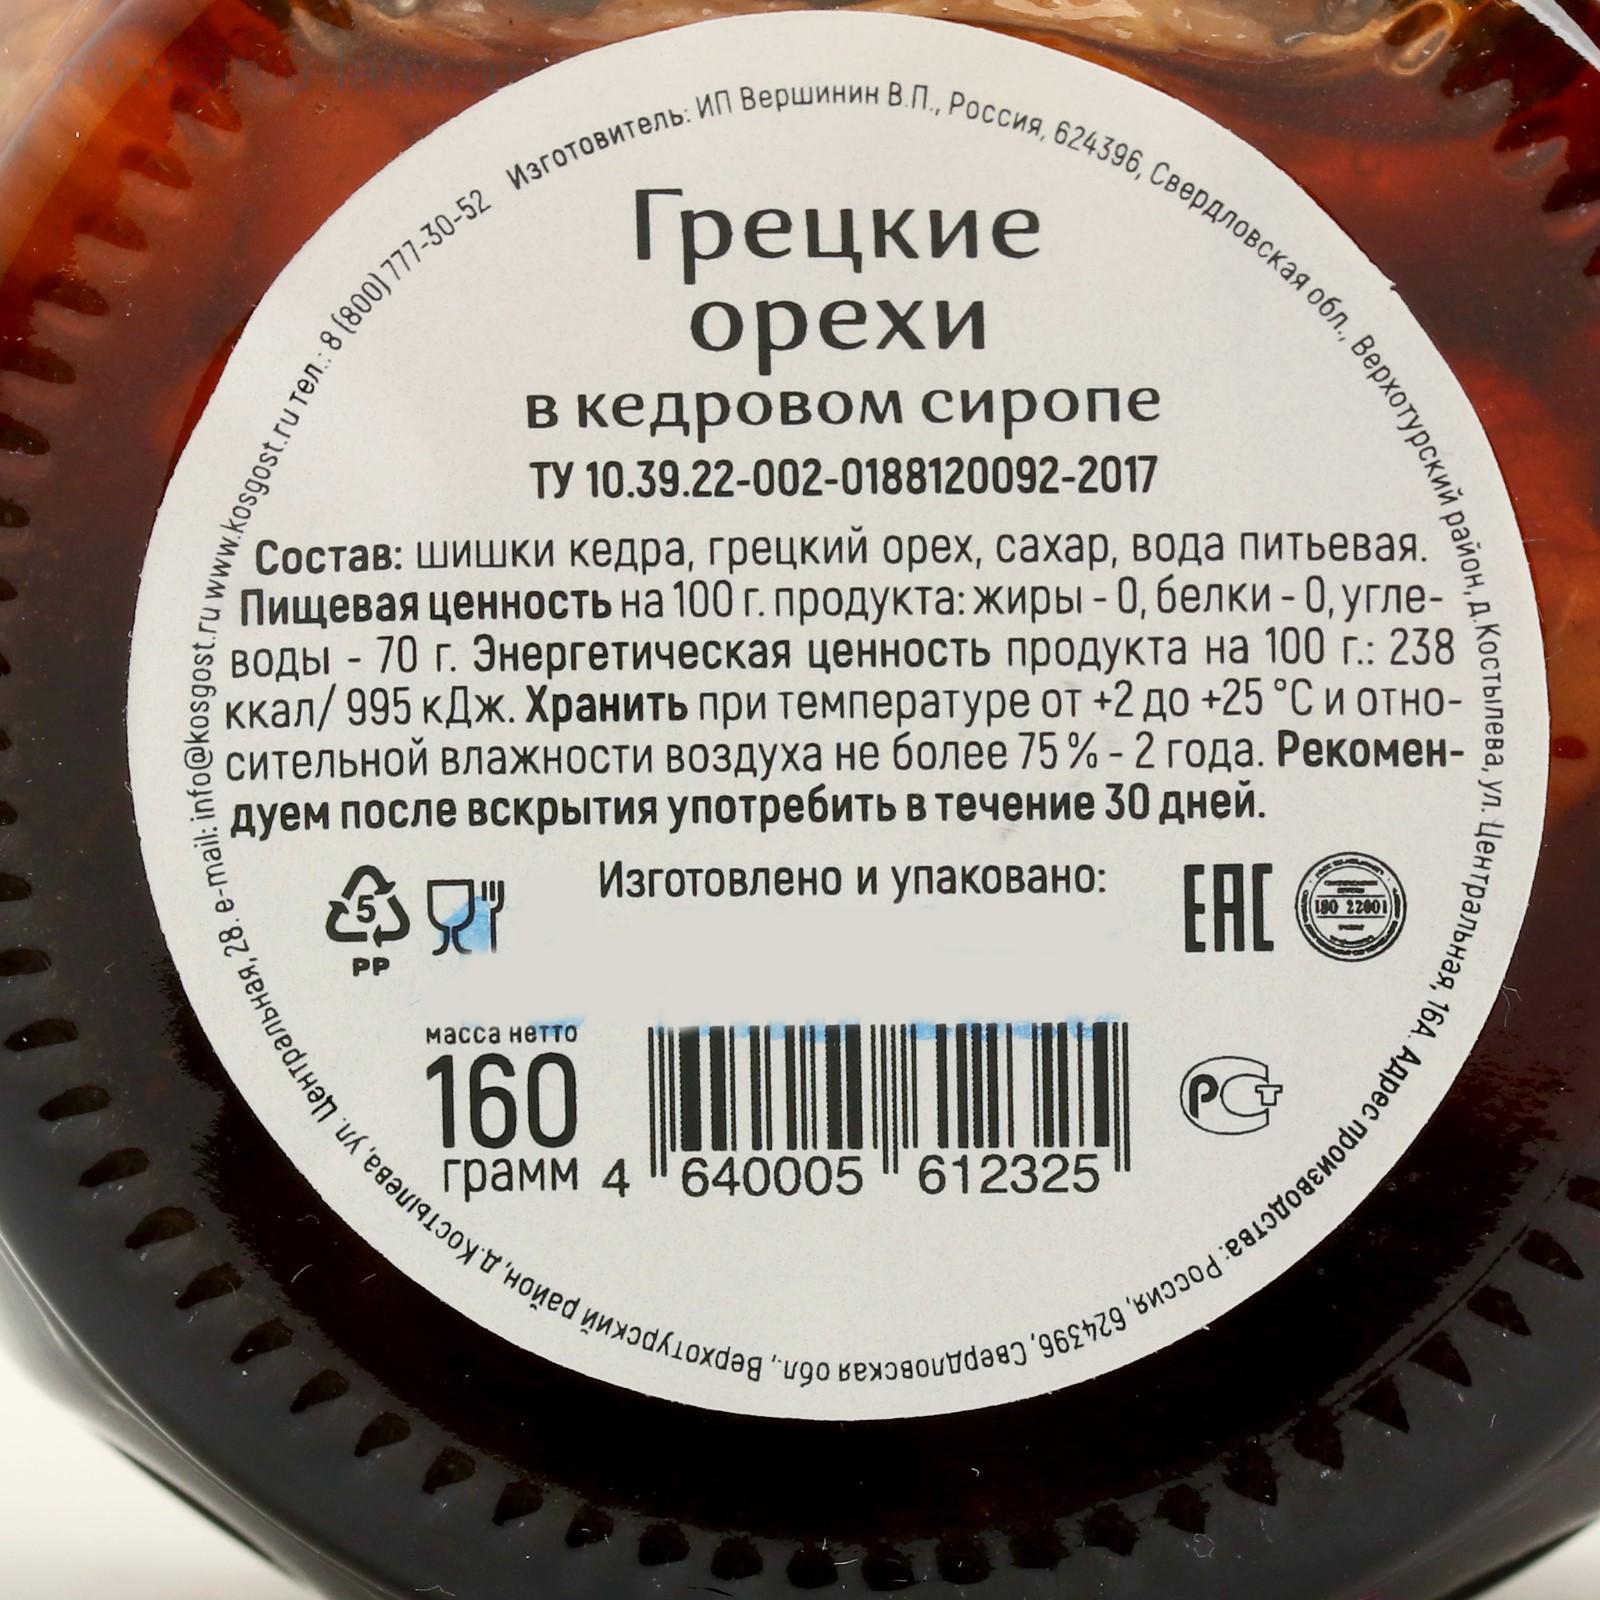 Изготовитель: ИП Вершинин В.П., Россия, 624396, Свердловская обл., Верхотурский район, д.Костылева, ул. Центральная, 16А. Адрес производства: Россия, 624396, Свердловская обл., Верхотурский район, д.Костылева, ул. Центральная, 28. e-mail: info@kosgost.ru www.kosgost.ru тел.: 8 (800) 777-30-52
Грецкие
орехи
в кедровом сиропе
ТУ 10.39.22-002-0188120092-2017
Состав: шишки кедра, грецкий орех, сахар, вода питьевая.
Пищевая ценность на 100 г. продукта: жиры - 0, белки - 0, угле-
воды - 70 г. Энергетическая ценность продукта на 100 г.: 238
ккал/ 995 кДж. Хранить при температуре от +2 до +25 °C и отно-
сительной влажности воздуха не более 75 % - 2 года. Рекомен-
дуем после вскрытия употребить в течение 30 дней.
5
PP
Изготовлено и упаковано:
EAC
ISO 22001
масса нетто
160
грамм
4 640005 612325
РСТ